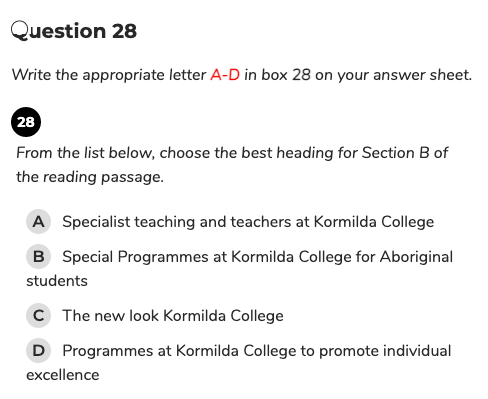 Question 28
Write the appropriate letter A-D in box 28 on your answer sheet.
28
From the list below, choose the best heading for Section B of
the reading passage.
A Specialist teaching and teachers at Kormilda College
B Special Programmes at Kormilda College for Aboriginal
students
C The new look Kormilda College
D Programmes at Kormilda College to promote individual
excellence